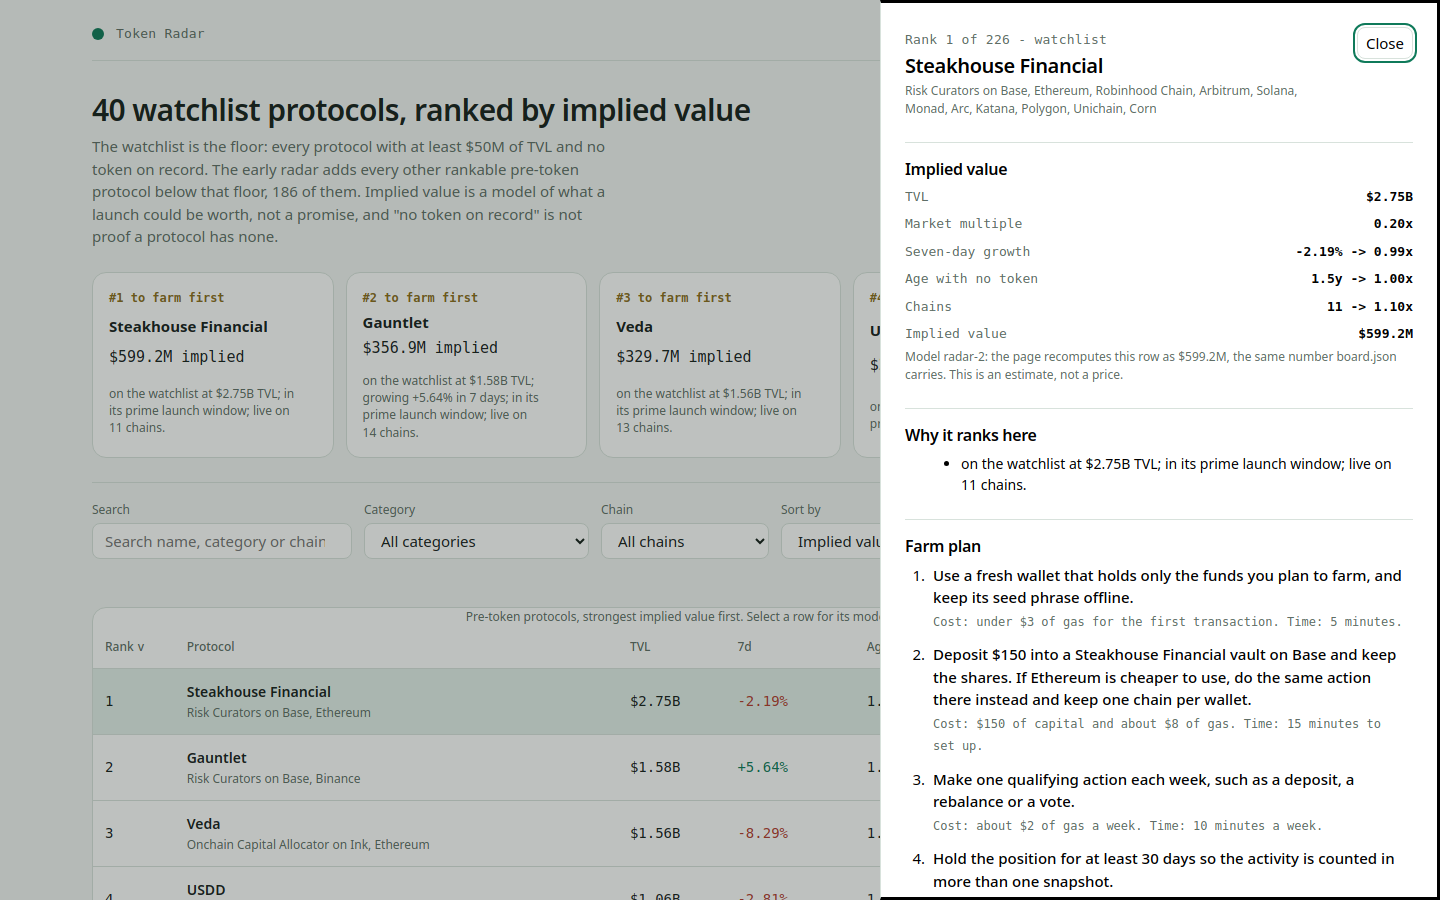 Token Radar
40 watchlist protocols, ranked by implied value
The watchlist is the floor: every protocol with at least $50M of TVL and no
token on record. The early radar adds every other rankable pre-token
protocol below that floor, 186 of them. Implied value is a model of what a
launch could be worth, not a promise, and "no token on record" is not
proof a protocol has none.
#1 to farm first
Steakhouse Financial
$599.2M implied
on the watchlist at $2.75B TVL; in
its prime launch window; live on
11 chains.
#2 to farm first
Gauntlet
$356.9M implied
on the watchlist at $1.58B TVL;
growing +5.64% in 7 days; in its
prime launch window; live on
14 chains.
#3 to farm first
Veda
$329.7M implied
on the watchlist at $1.56B TVL; in
its prime launch window; live on
13 chains.
Search
Category
Chain
Sort by
Search name, category or chain
All categories
All chains
Implied valu
Pre-token protocols, strongest implied value first. Select a row for its mod
Rank v
Protocol
TVL
7d
Ag
1
Steakhouse Financial
Risk Curators on Base, Ethereum
$2.75B
-2.19%
1.
2
Gauntlet
Risk Curators on Base, Binance
$1.58B
+5.64%
1.
3
Veda
Onchain Capital Allocator on Ink, Ethereum
$1.56B
-8.29%
1.
4
USDD
$1.06B
-2.81%
Rank 1 of 226 - watchlist
Close
Steakhouse Financial
Risk Curators on Base, Ethereum, Robinhood Chain, Arbitrum, Solana,
Monad, Arc, Katana, Polygon, Unichain, Corn
Implied value
TVL $2.75B
Market multiple 0.20x
Seven-day growth -2.19% -> 0.99x
Age with no token 1.5y -> 1.00x
Chains 11 -> 1.10x
Implied value $599.2M
Model radar-2: the page recomputes this row as $599.2M, the same number board.json
carries. This is an estimate, not a price.
Why it ranks here
• on the watchlist at $2.75B TVL; in its prime launch window; live on
11 chains.
Farm plan
1. Use a fresh wallet that holds only the funds you plan to farm, and
keep its seed phrase offline.
Cost: under $3 of gas for the first transaction. Time: 5 minutes.
2. Deposit $150 into a Steakhouse Financial vault on Base and keep
the shares. If Ethereum is cheaper to use, do the same action
there instead and keep one chain per wallet.
Cost: $150 of capital and about $8 of gas. Time: 15 minutes to
set up.
3. Make one qualifying action each week, such as a deposit, a
rebalance or a vote.
Cost: about $2 of gas a week. Time: 10 minutes a week.
4. Hold the position for at least 30 days so the activity is counted in
more than one snapshot.